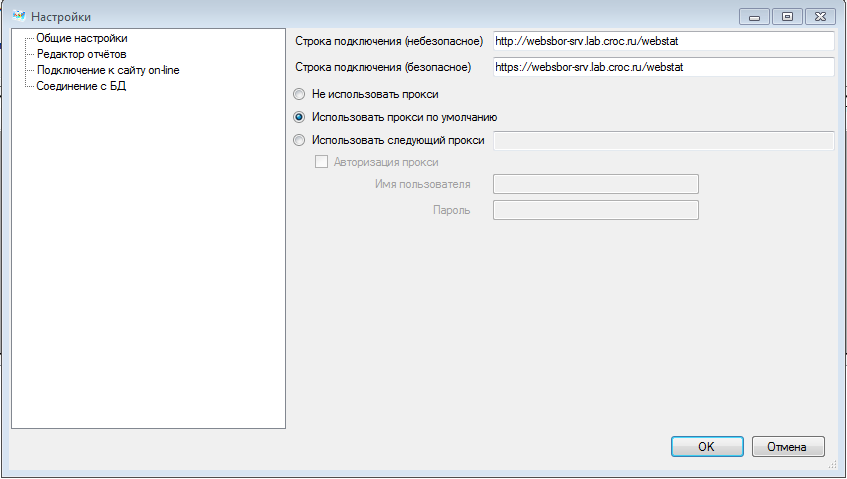 Настройки
Общие настройки
Редактор отчётов
Подключение к сайту on-line
Соединение с БД
Строка подключения (небезопасное)
http://websbor-srv.lab.croc.ru/webstat
Строка подключения (безопасное)
https://websbor-srv.lab.croc.ru/webstat
Не использовать прокси
Использовать прокси по умолчанию
Использовать следующий прокси
Авторизация прокси
Имя пользователя
Пароль
OK
Отмена